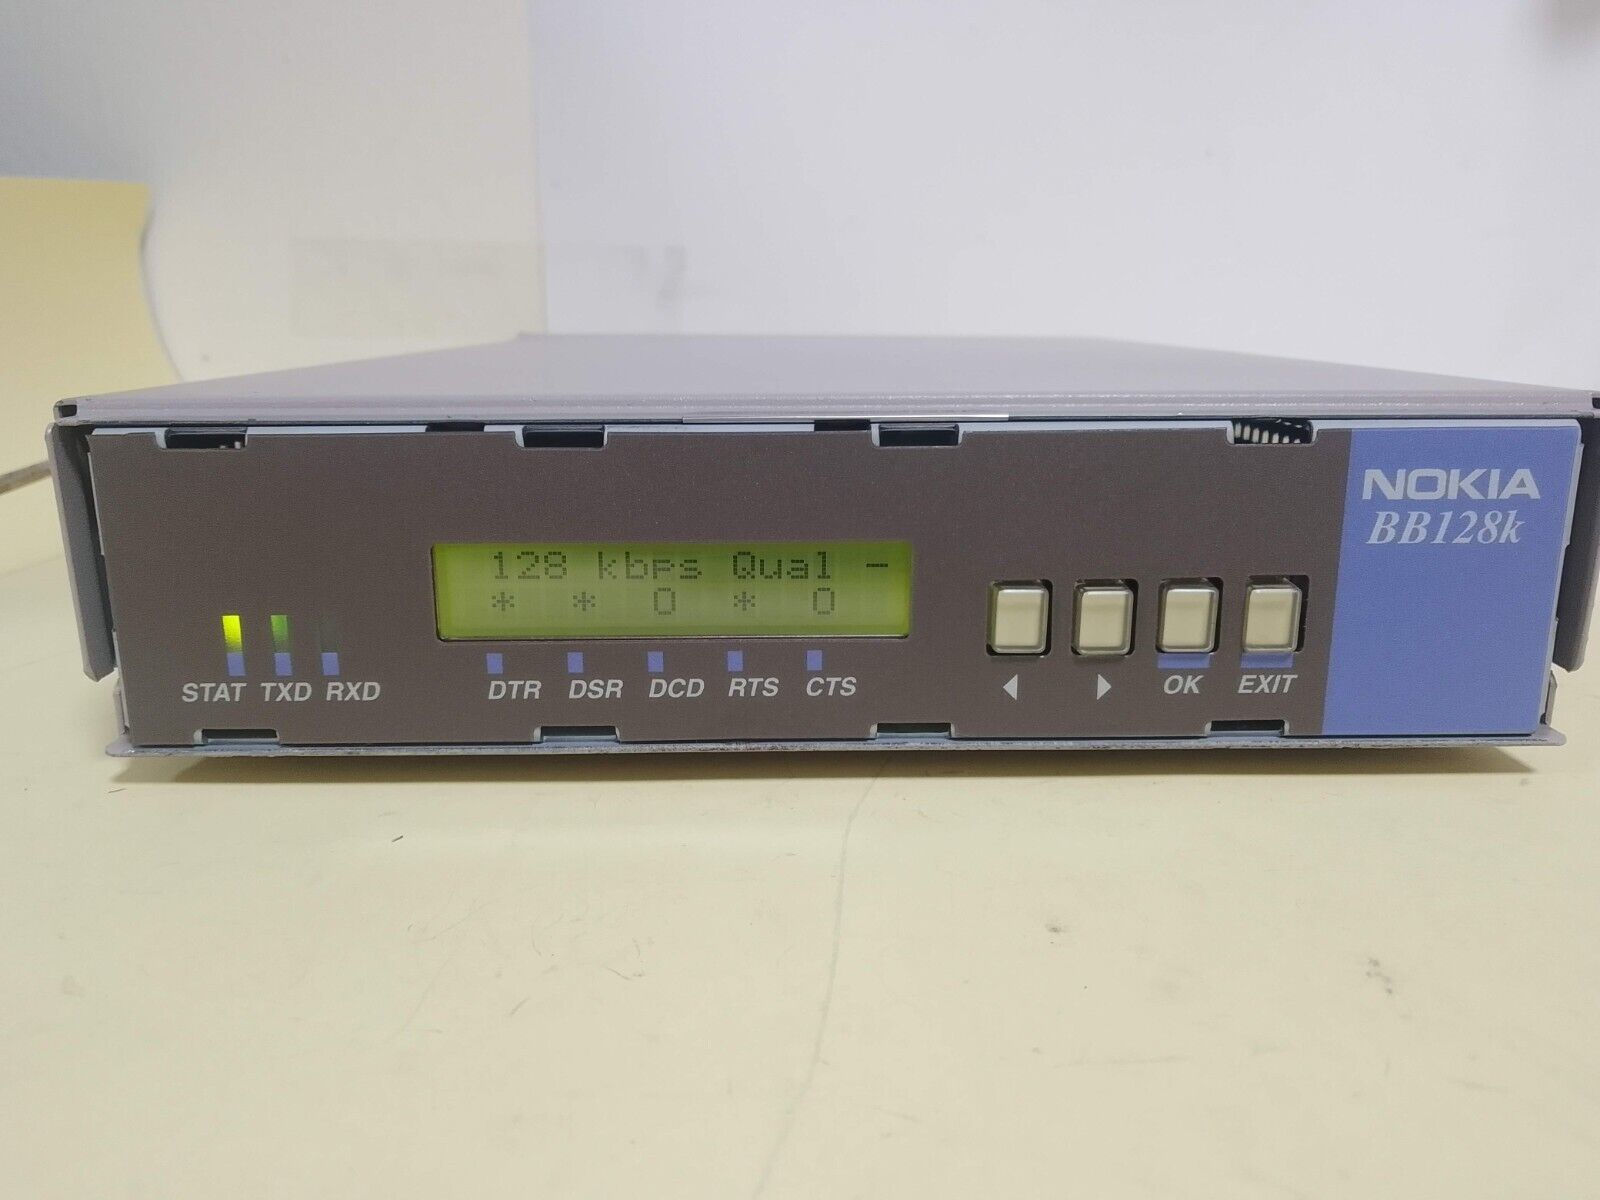 NOKIA
BB128k
128 kbps Qual -
* * 0 * 0
STAT TXD RXD
DTR DSR DCD RTS CTS
◀ ▶ OK EXIT